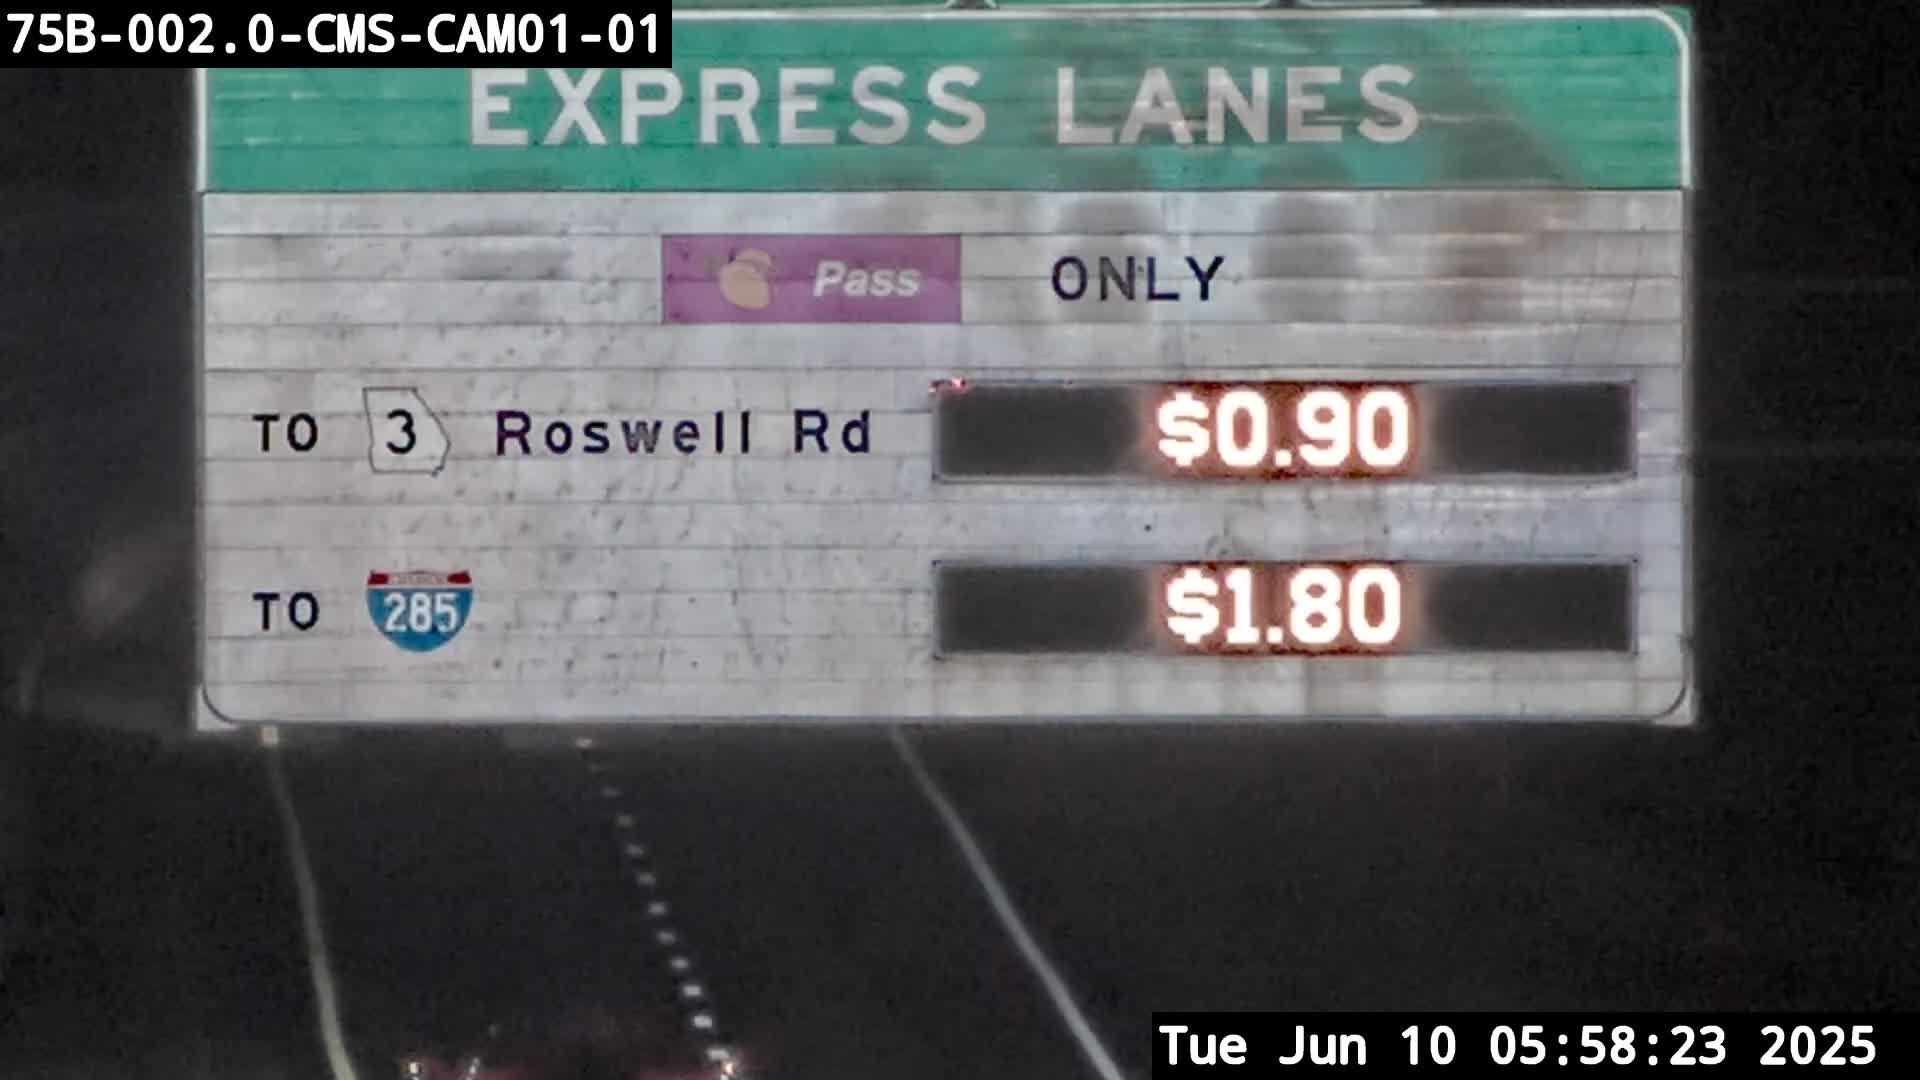 75B-002.0-CMS-CAM01-01
EXPRESS LANES
Pass ONLY
TO 3 Roswell Rd $0.90
TO 285 $1.80
Tue Jun 10 05:58:23 2025